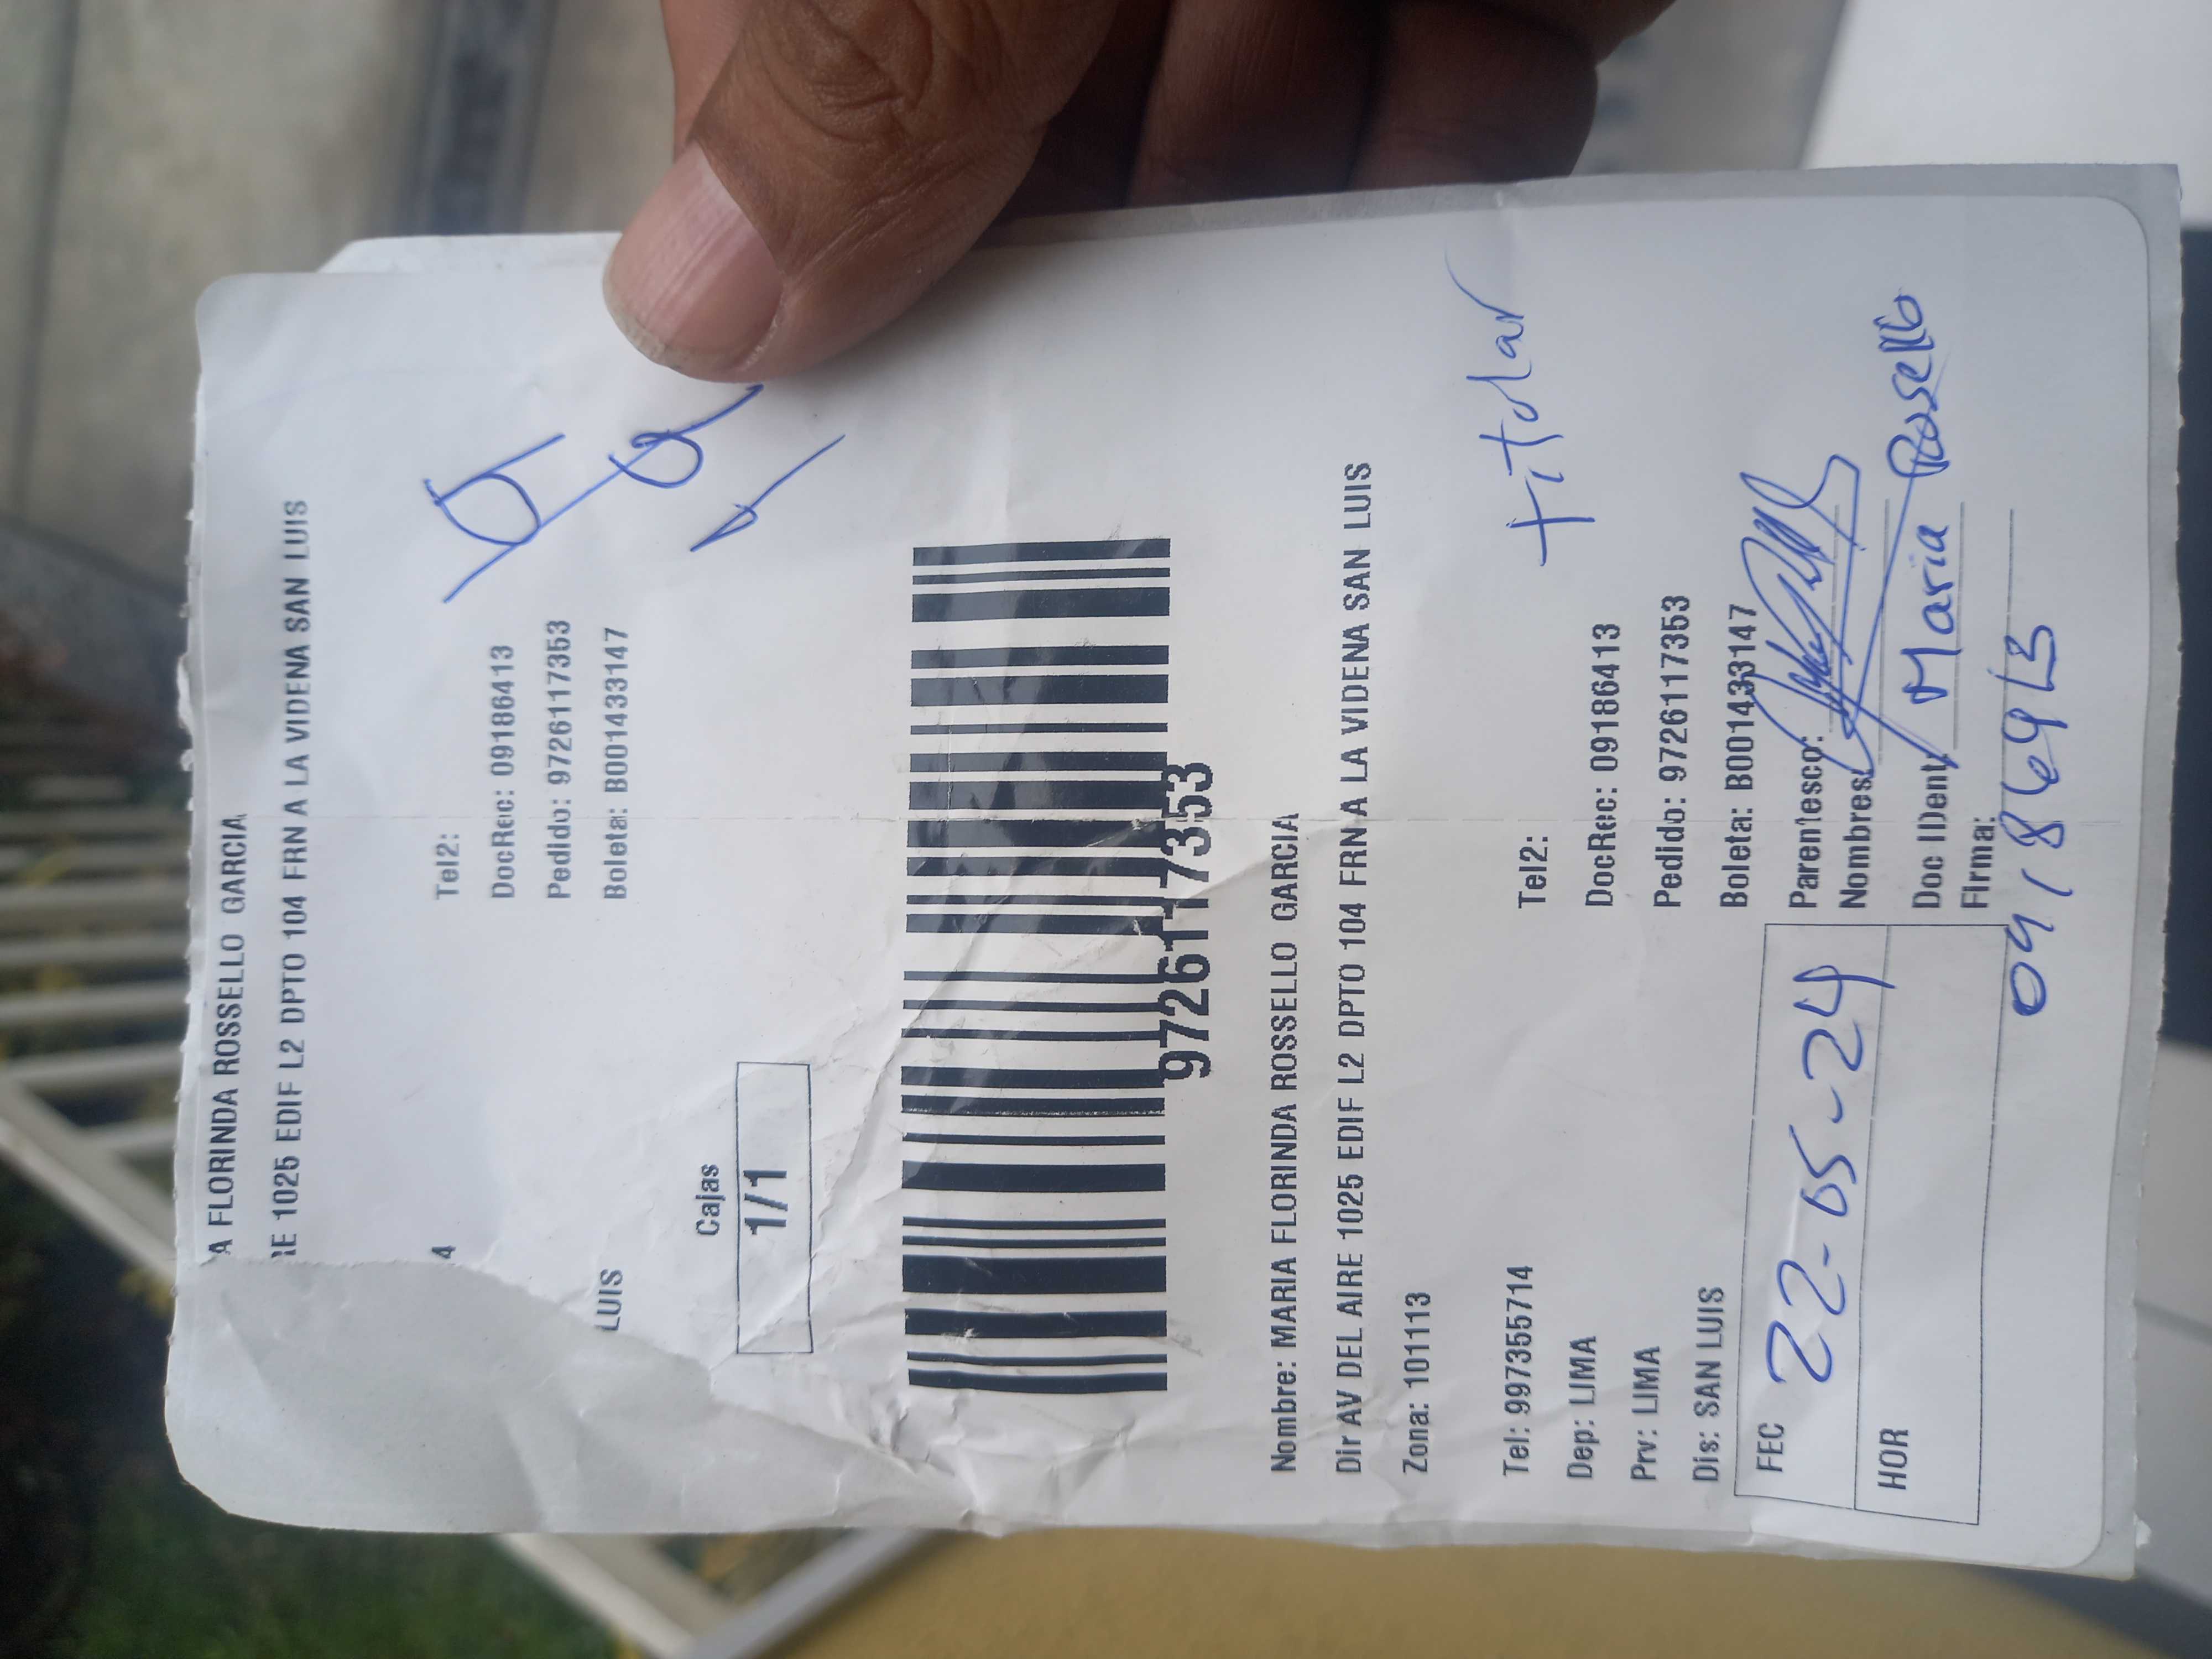 A FLORINDA ROSSELLO GARCIA
RE 1025 EDIF L2 DPTO 104 FRN A LA VIDENA SAN LUIS
4
Tel2:
DocRec: 09186413
Pedido: 9726117353
LUIS
Boleta: B001433147
Cajas
1/1
9726117353
Nombre: MARIA FLORINDA ROSSELLO GARCIA
Dir AV DEL AIRE 1025 EDIF L2 DPTO 104 FRN A LA VIDENA SAN LUIS
Zona: 101113
Tel: 997355714
Tel2:
titular
Dep: LIMA
DocRec: 09186413
Prv: LIMA
Pedido: 9726117353
Dis: SAN LUIS
Boleta: B001433147
FEC 22-05-24
Parentesco:
HOR
Nombres:
Doc IDent
Maria Rosello
Firma: